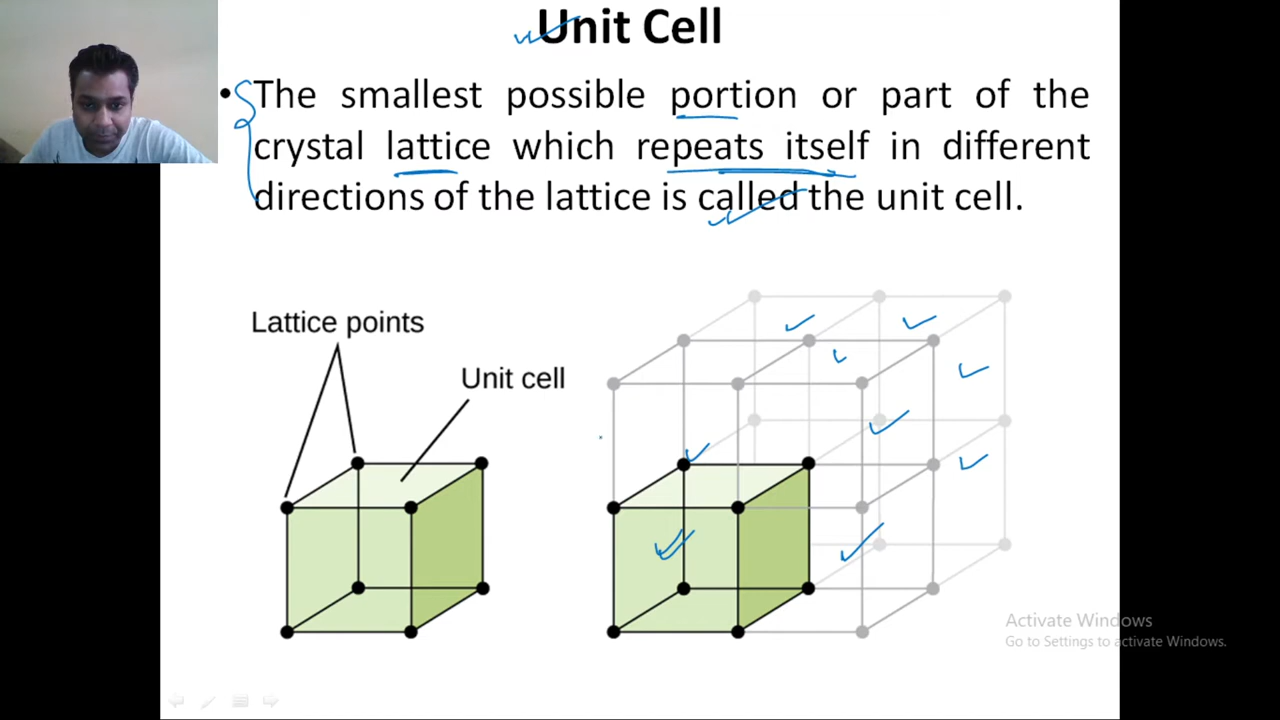 Unit Cell
• The smallest possible portion or part of the
crystal lattice which repeats itself in different
directions of the lattice is called the unit cell.
Lattice points
Unit cell
Activate Windows
Go to Settings to activate Windows.